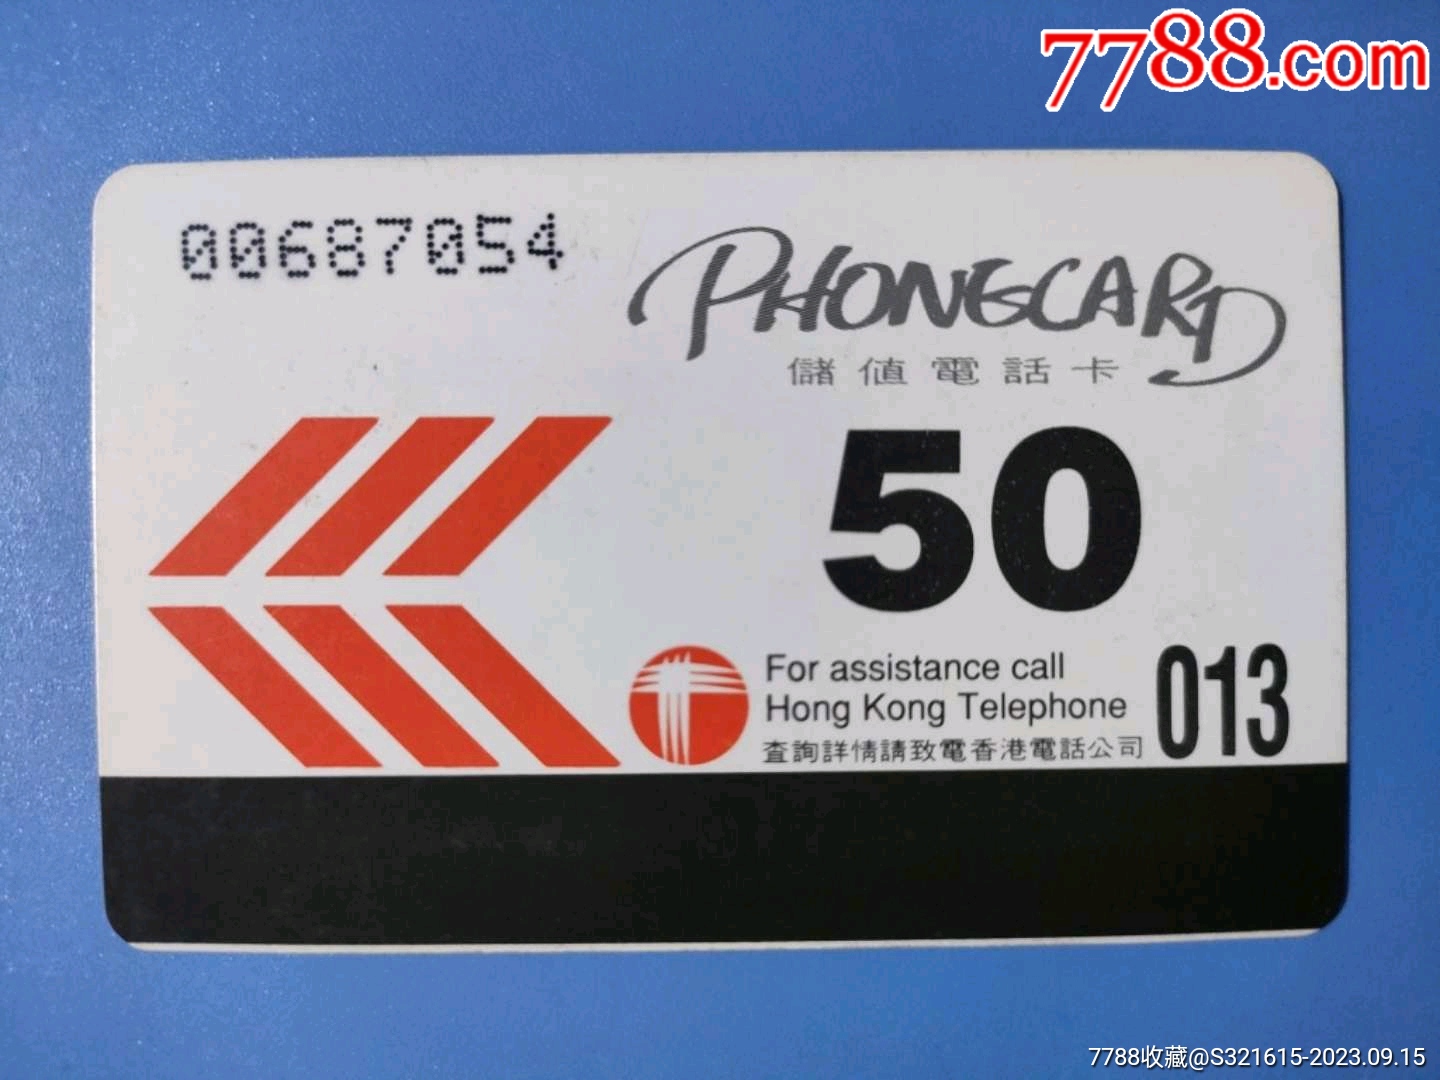 7788.com
00687054
PHONECARD
儲值電話卡
50
For assistance call
Hong Kong Telephone
查詢詳情請致電香港電話公司
013
7788收藏@S321615-2023.09.15